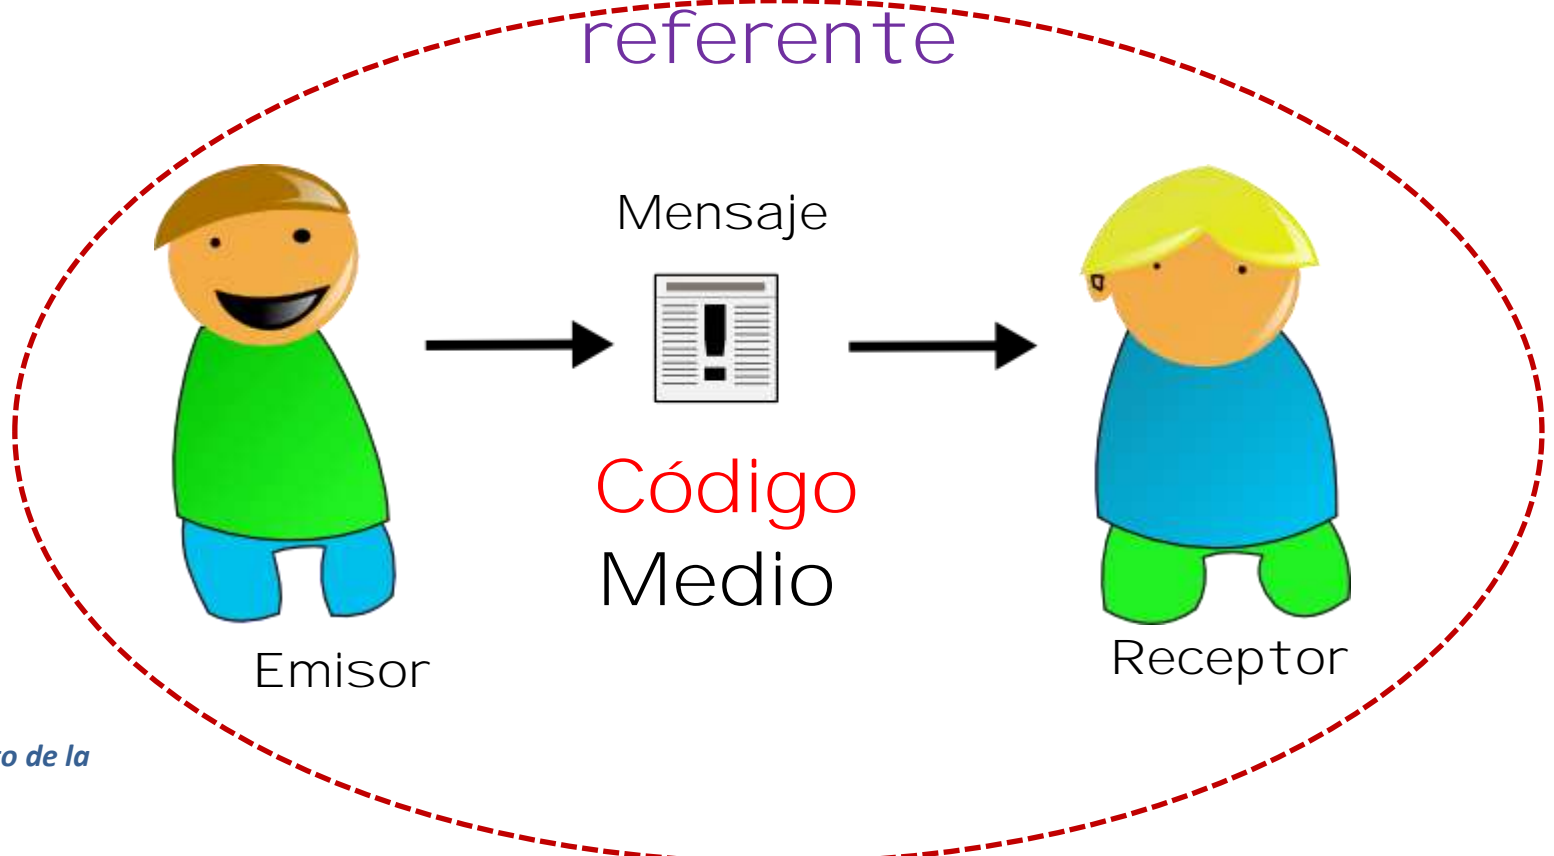 referente
Mensaje
Código
Medio
Emisor
Receptor
o de la